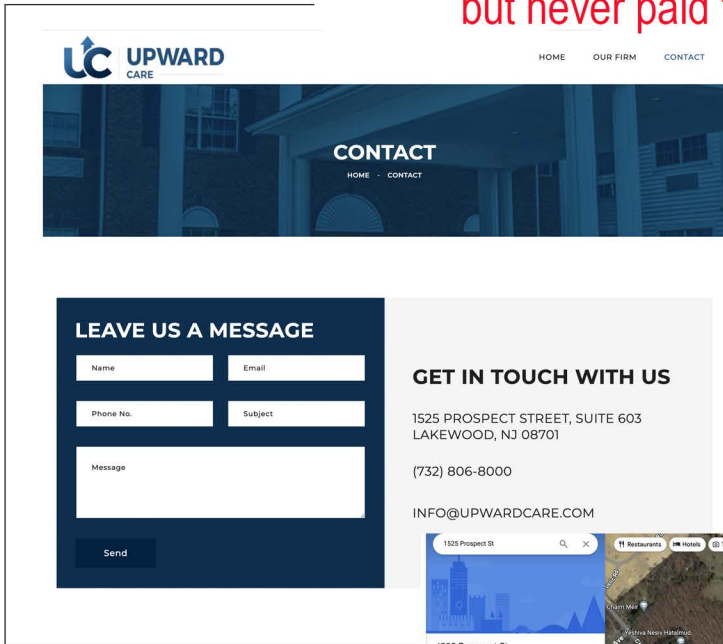 but never paid
UC UPWARD
CARE
HOME OUR FIRM CONTACT
CONTACT
HOME - CONTACT
LEAVE US A MESSAGE
Name Email
Phone No. Subject
Message
Send
GET IN TOUCH WITH US
1525 PROSPECT STREET, SUITE 603
LAKEWOOD, NJ 08701
(732) 806-8000
INFO@UPWARDCARE.COM
1525 Prospect St
Restaurants Hotels
Chaim Meir
Yeshiva Nesiv Hatalmud